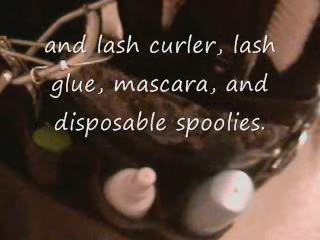 and lash curler, lash
glue, mascara, and
disposable spoolies.